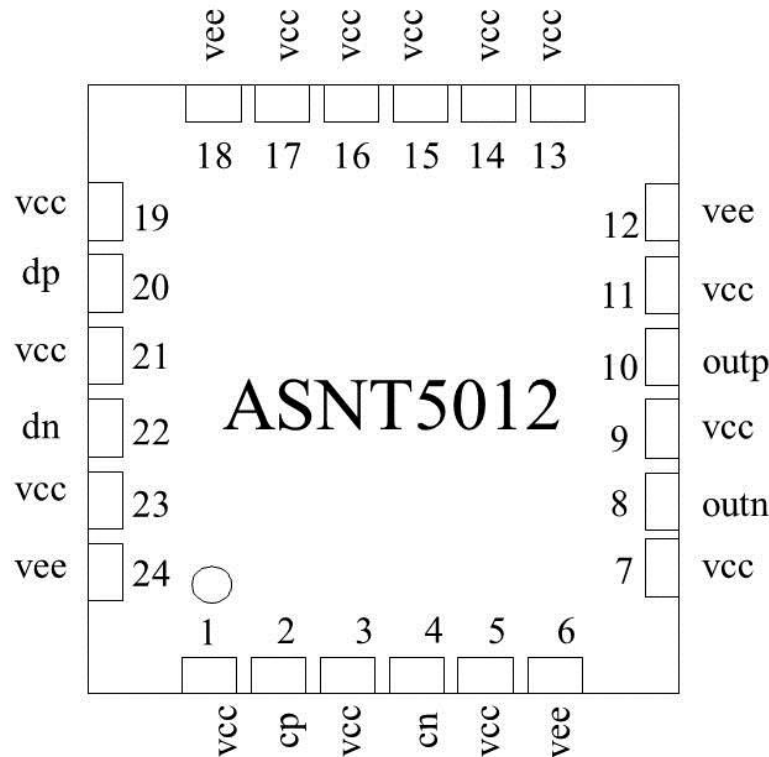 vee vcc vcc vcc vcc vcc
18 17 16 15 14 13
vcc 19 12 vee
dp 20 11 vcc
vcc 21 10 outp
ASNT5012
dn 22 9 vcc
vcc 23 8 outn
vee 24 7 vcc
1 2 3 4 5 6
vcc cp vcc cn vcc vee